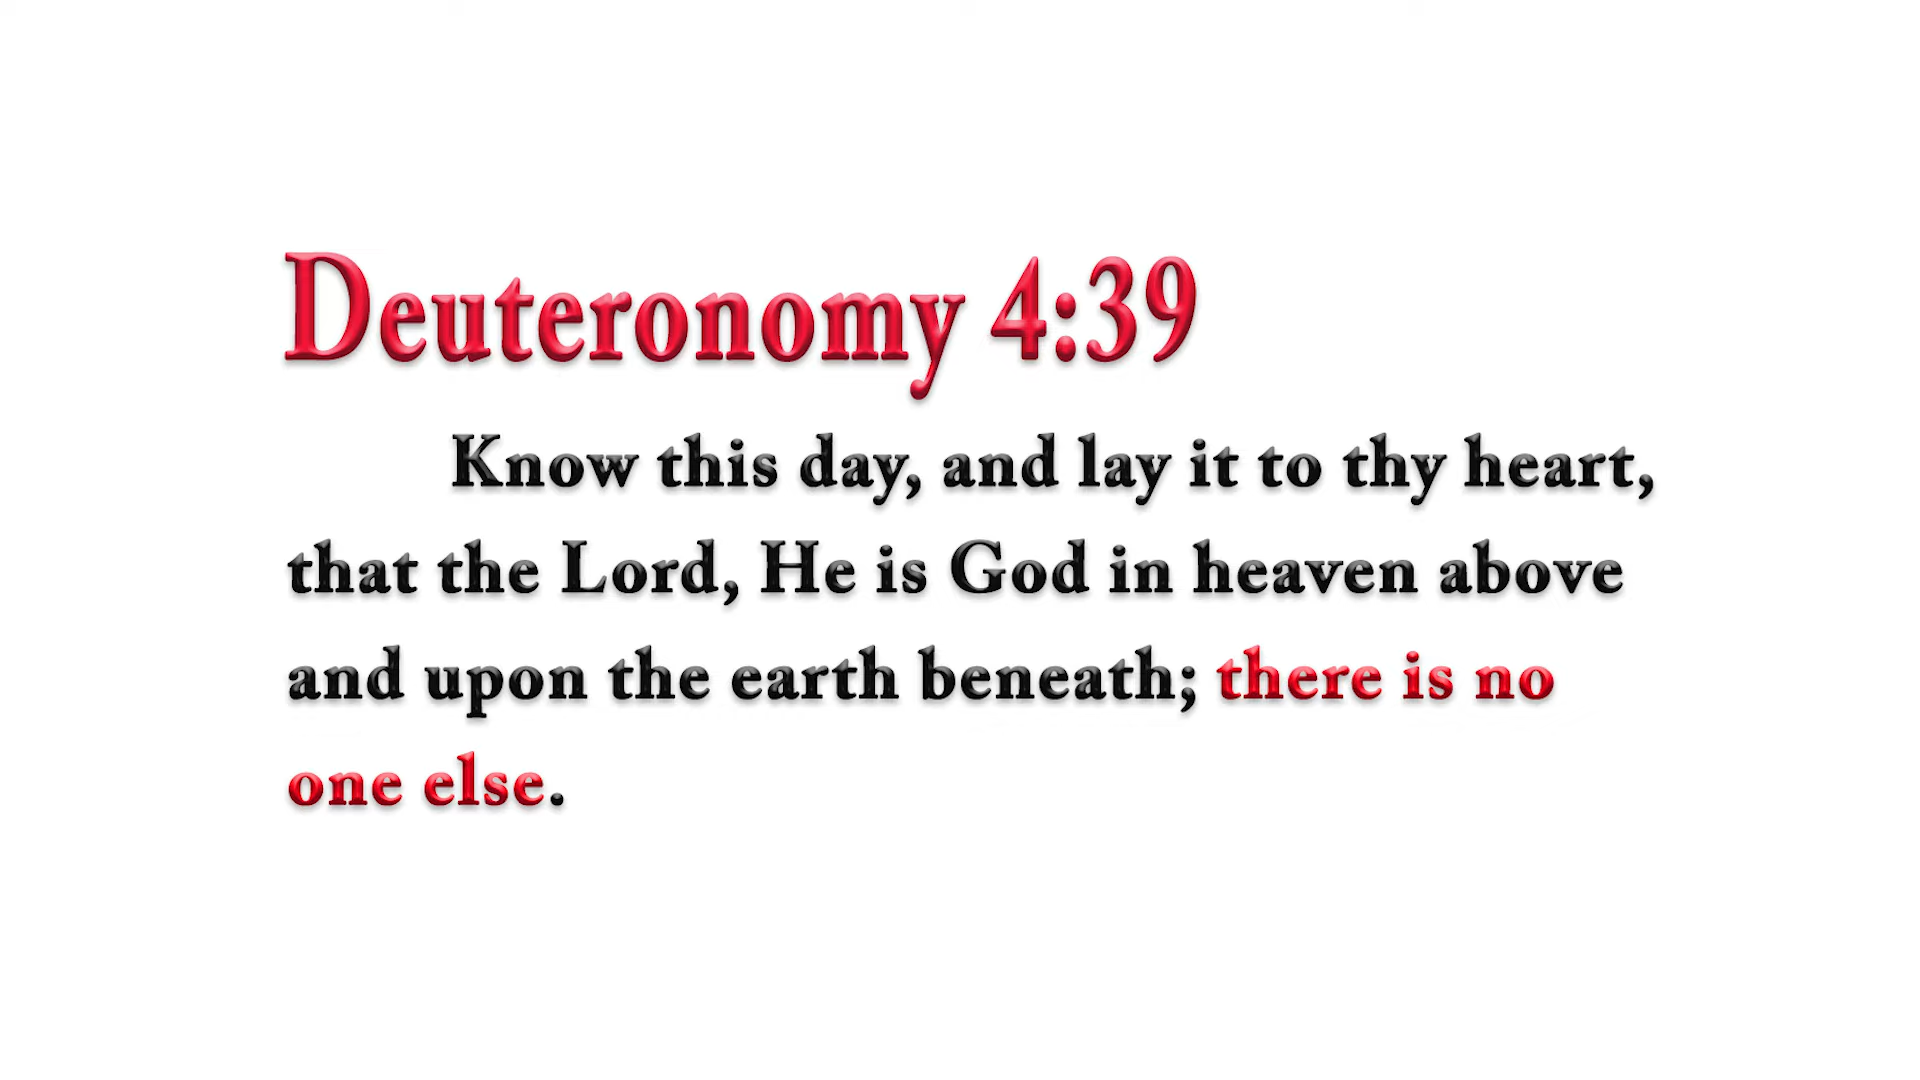 Deuteronomy 4:39
Know this day, and lay it to thy heart,
that the Lord, He is God in heaven above
and upon the earth beneath; there is no
one else.